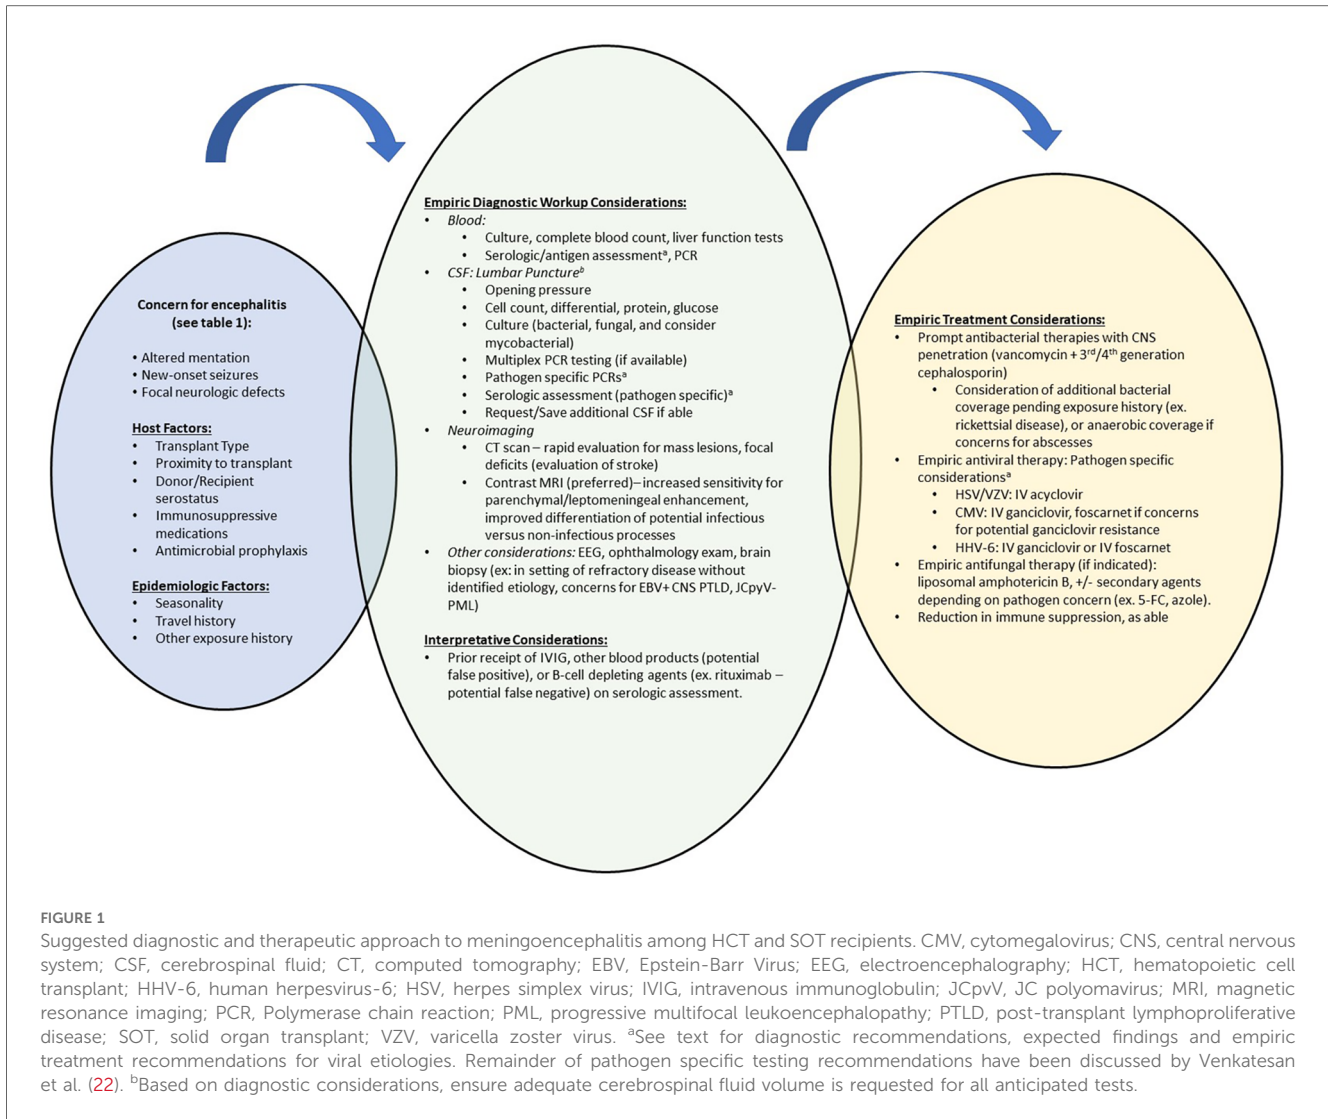 Concern for encephalitis
(see table 1):
• Altered mentation
• New-onset seizures
• Focal neurologic defects
Host Factors:
• Transplant Type
• Proximity to transplant
• Donor/Recipient
serostatus
• Immunosuppressive
medications
• Antimicrobial prophylaxis
Epidemiologic Factors:
• Seasonality
• Travel history
• Other exposure history
Empiric Diagnostic Workup Considerations:
• Blood:
• Culture, complete blood count, liver function tests
• Serologic/antigen assessmentᵃ, PCR
• CSF: Lumbar Punctureᵇ
• Opening pressure
• Cell count, differential, protein, glucose
• Culture (bacterial, fungal, and consider
mycobacterial)
• Multiplex PCR testing (if available)
• Pathogen specific PCRsᵃ
• Serologic assessment (pathogen specific)ᵃ
• Request/Save additional CSF if able
• Neuroimaging
• CT scan – rapid evaluation for mass lesions, focal
deficits (evaluation of stroke)
• Contrast MRI (preferred)– increased sensitivity for
parenchymal/leptomeningeal enhancement,
improved differentiation of potential infectious
versus non-infectious processes
• Other considerations: EEG, ophthalmology exam, brain
biopsy (ex: in setting of refractory disease without
identified etiology, concerns for EBV+ CNS PTLD, JCpyV-
PML)
Interpretative Considerations:
• Prior receipt of IVIG, other blood products (potential
false positive), or B-cell depleting agents (ex. rituximab –
potential false negative) on serologic assessment.
Empiric Treatment Considerations:
• Prompt antibacterial therapies with CNS
penetration (vancomycin + 3ʳᵈ/4ᵗʰ generation
cephalosporin)
• Consideration of additional bacterial
coverage pending exposure history (ex.
rickettsial disease), or anaerobic coverage if
concerns for abscesses
• Empiric antiviral therapy: Pathogen specific
considerationsᵃ
• HSV/VZV: IV acyclovir
• CMV: IV ganciclovir, foscarnet if concerns
for potential ganciclovir resistance
• HHV-6: IV ganciclovir or IV foscarnet
• Empiric antifungal therapy (if indicated):
liposomal amphotericin B, +/- secondary agents
depending on pathogen concern (ex. 5-FC, azole).
• Reduction in immune suppression, as able
FIGURE 1
Suggested diagnostic and therapeutic approach to meningoencephalitis among HCT and SOT recipients. CMV, cytomegalovirus; CNS, central nervous
system; CSF, cerebrospinal fluid; CT, computed tomography; EBV, Epstein-Barr Virus; EEG, electroencephalography; HCT, hematopoietic cell
transplant; HHV-6, human herpesvirus-6; HSV, herpes simplex virus; IVIG, intravenous immunoglobulin; JCpvV, JC polyomavirus; MRI, magnetic
resonance imaging; PCR, Polymerase chain reaction; PML, progressive multifocal leukoencephalopathy; PTLD, post-transplant lymphoproliferative
disease; SOT, solid organ transplant; VZV, varicella zoster virus. ᵃSee text for diagnostic recommendations, expected findings and empiric
treatment recommendations for viral etiologies. Remainder of pathogen specific testing recommendations have been discussed by Venkatesan
et al. (22). ᵇBased on diagnostic considerations, ensure adequate cerebrospinal fluid volume is requested for all anticipated tests.